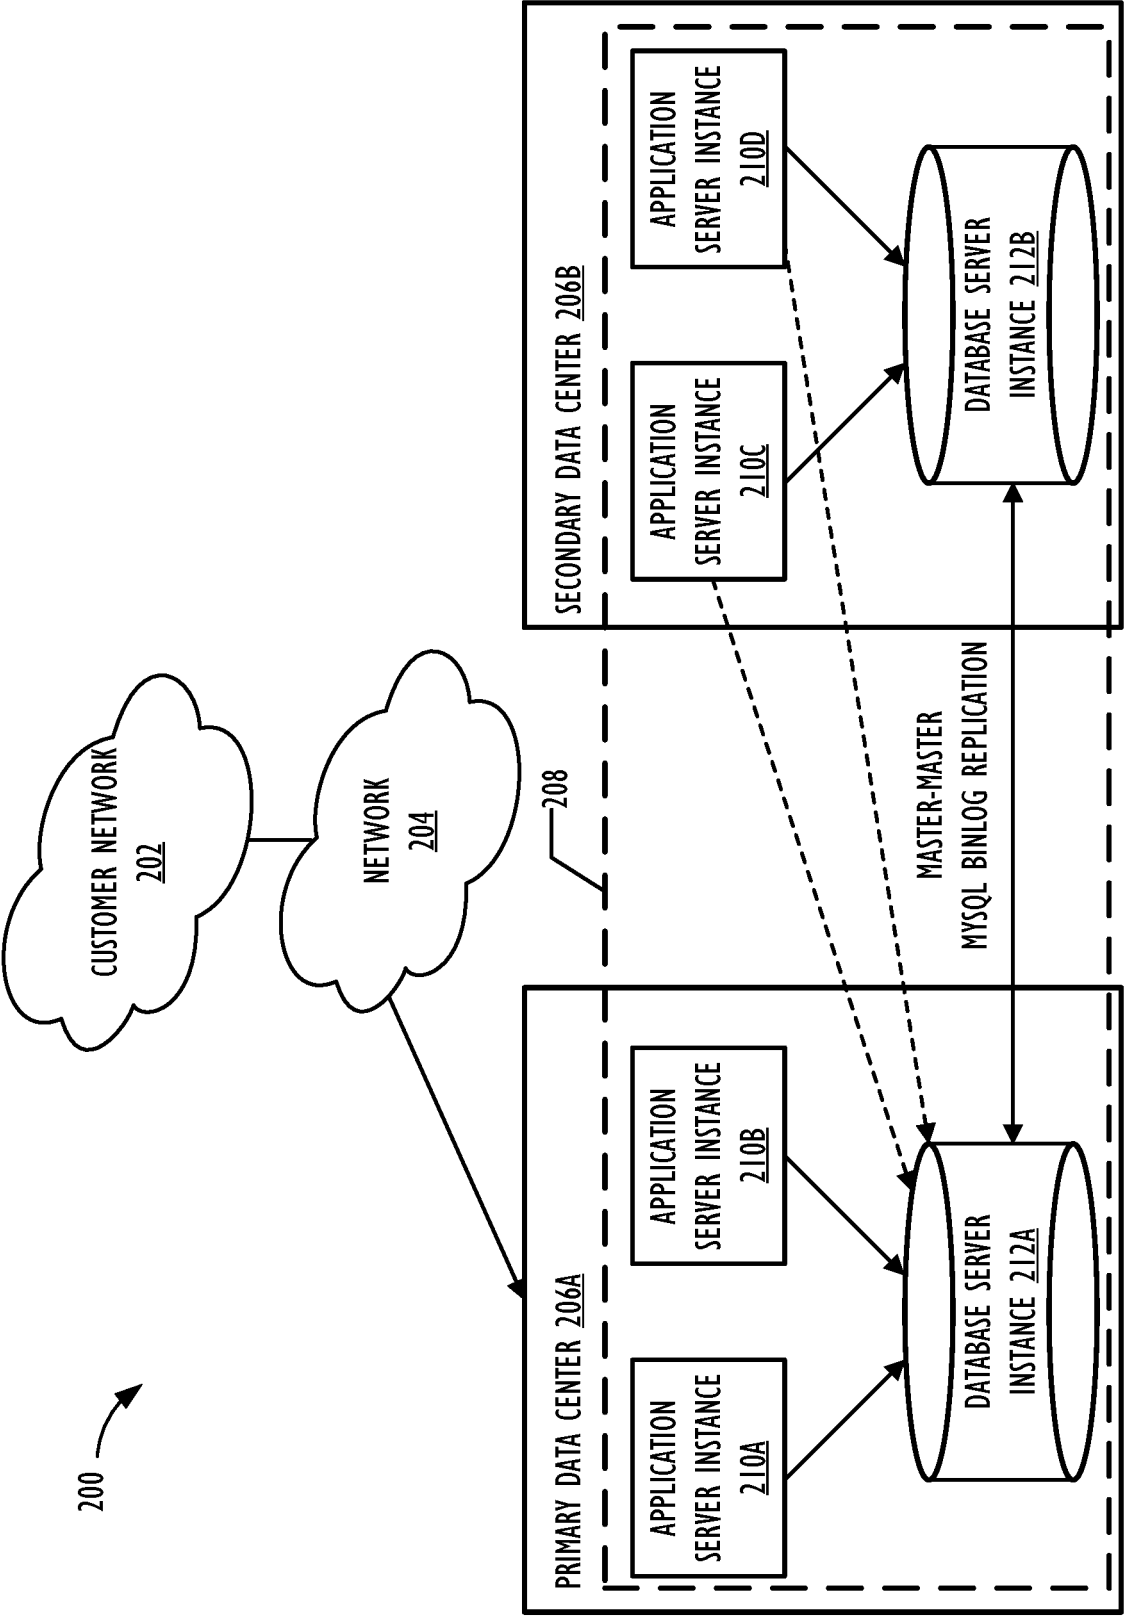 200
CUSTOMER NETWORK
202
NETWORK
204
208
PRIMARY DATA CENTER 206A
APPLICATION
SERVER INSTANCE
210A
APPLICATION
SERVER INSTANCE
210B
DATABASE SERVER
INSTANCE 212A
MASTER-MASTER
MYSQL BINLOG REPLICATION
SECONDARY DATA CENTER 206B
APPLICATION
SERVER INSTANCE
210C
APPLICATION
SERVER INSTANCE
210D
DATABASE SERVER
INSTANCE 212B